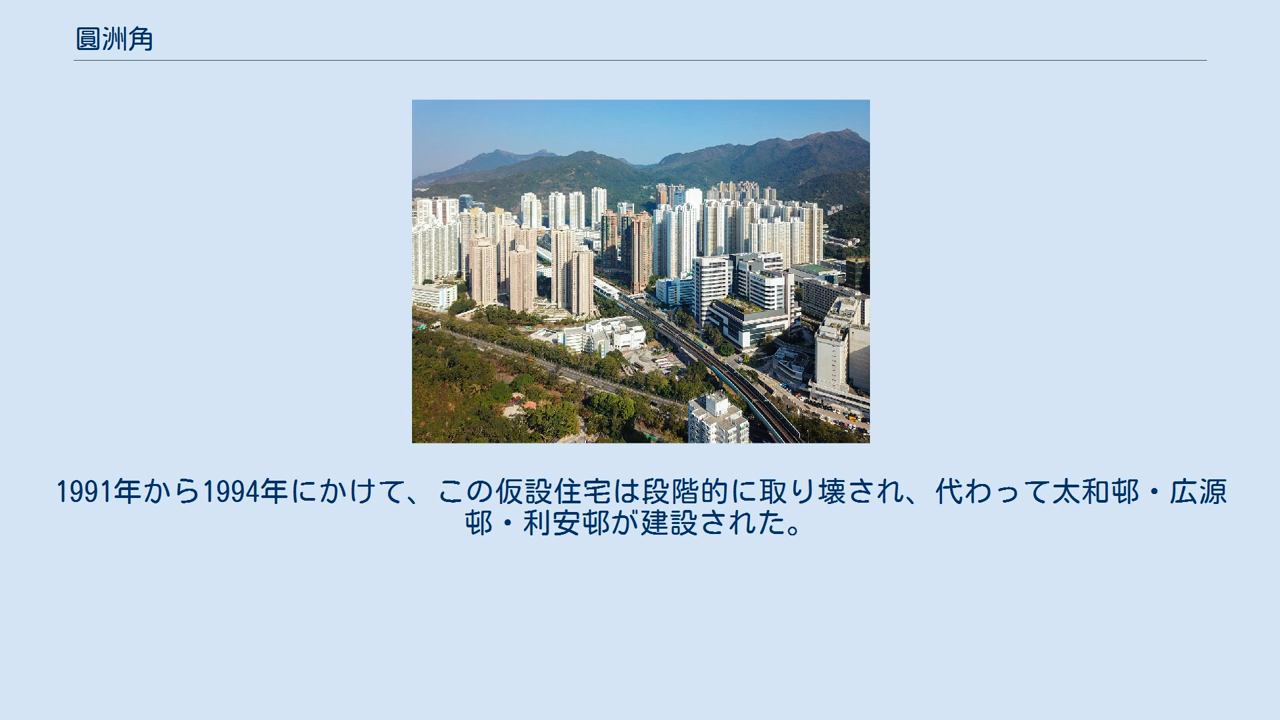 圓洲角
1991年から1994年にかけて、この仮設住宅は段階的に取り壊され、代わって太和邨・広源
邨・利安邨が建設された。